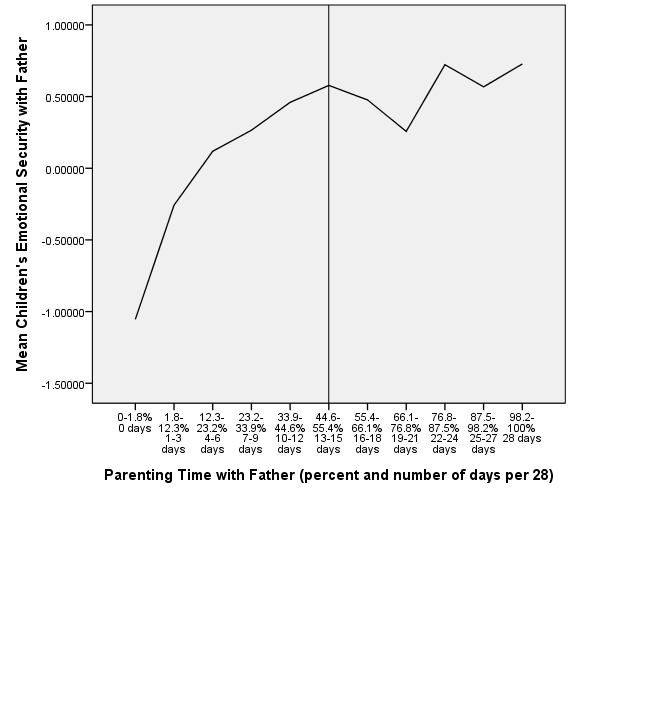 Mean Children's Emotional Security with Father
1.00000
0.50000
0.00000
-0.50000
-1.00000
-1.50000
0-1.8%
0 days
1.8-
12.3%
1-3
days
12.3-
23.2%
4-6
days
23.2-
33.9%
7-9
days
33.9-
44.6%
10-12
days
44.6-
55.4%
13-15
days
55.4-
66.1%
16-18
days
66.1-
76.8%
19-21
days
76.8-
87.5%
22-24
days
87.5-
98.2%
25-27
days
98.2-
100%
28 days
Parenting Time with Father (percent and number of days per 28)